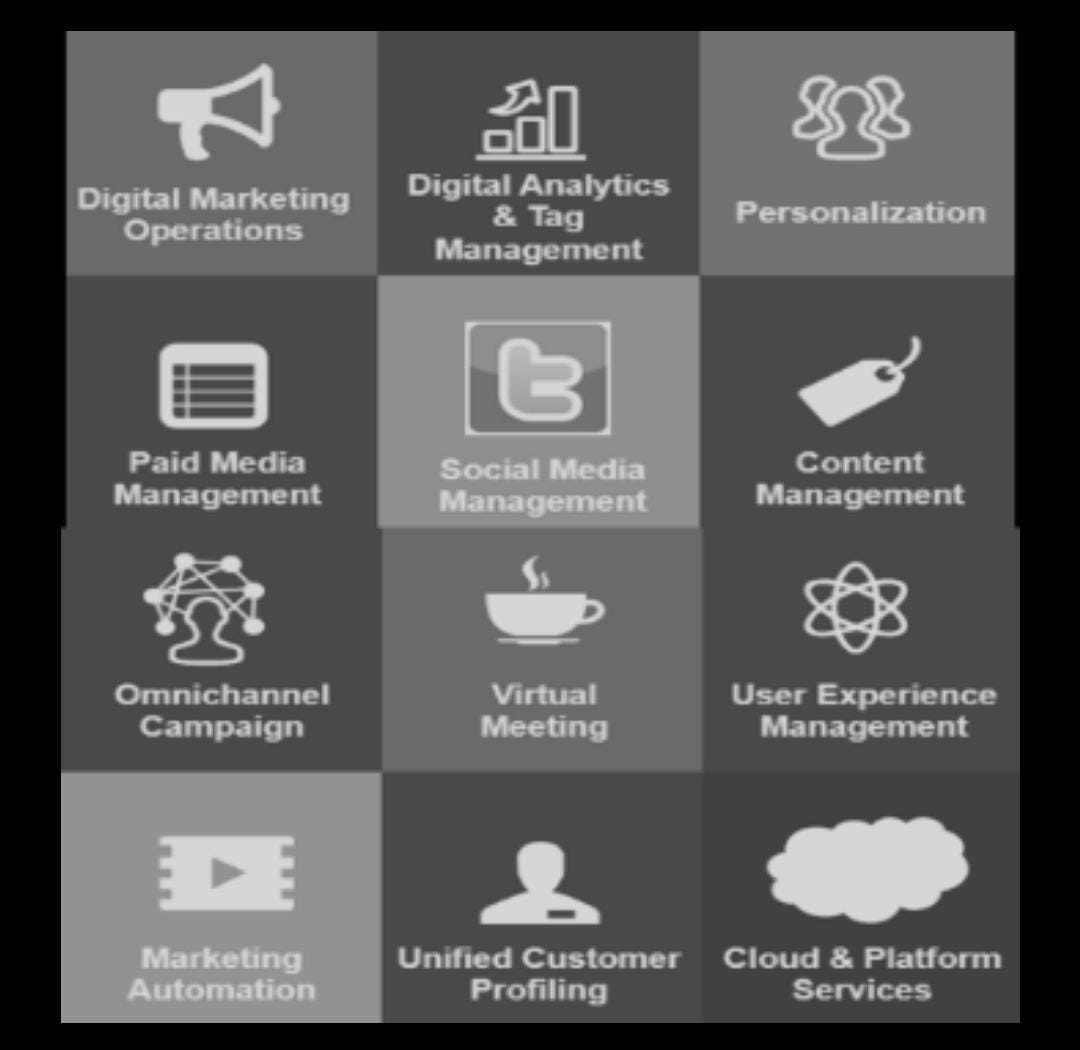 Digital Marketing
Operations
Digital Analytics
& Tag
Management
Personalization
Paid Media
Management
Social Media
Management
Content
Management
Omnichannel
Campaign
Virtual
Meeting
User Experience
Management
Marketing
Automation
Unified Customer
Profiling
Cloud & Platform
Services